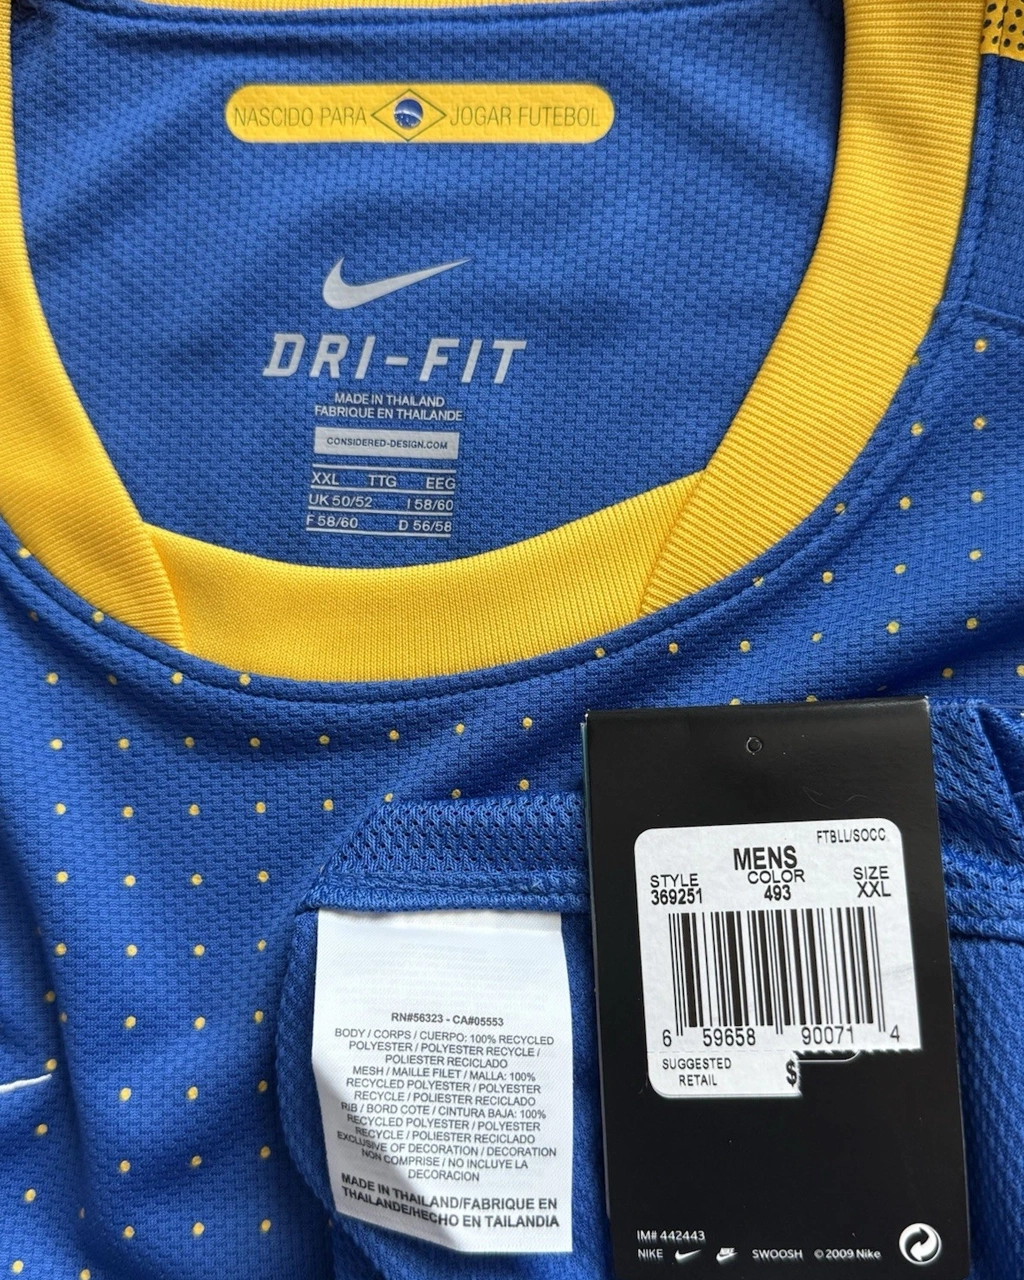 NASCIDO PARA JOGAR FUTEBOL
DRI-FIT
MADE IN THAILAND
FABRIQUE EN THAILANDE
CONSIDERED-DESIGN.COM
XXL TTG EEG
UK 50/52 I 58/60
F 58/60 D 56/58
FTBLL/SOCC
MENS
STYLE COLOR SIZE
369251 493 XXL
6 59658 90071 4
SUGGESTED
RETAIL $
IM# 442443
NIKE SWOOSH © 2009 Nike
RN#56323 - CA#05553
BODY / CORPS / CUERPO: 100% RECYCLED
POLYESTER / POLYESTER RECYCLE /
POLIESTER RECICLADO
MESH / MAILLE FILET / MALLA: 100%
RECYCLED POLYESTER / POLYESTER
RECYCLE / POLIESTER RECICLADO
RIB / BORD COTE / CINTURA BAJA: 100%
RECYCLED POLYESTER / POLYESTER
RECYCLE / POLIESTER RECICLADO
EXCLUSIVE OF DECORATION / DECORATION
NON COMPRISE / NO INCLUYE LA
DECORACION
MADE IN THAILAND/FABRIQUE EN
THAILANDE/HECHO EN TAILANDIA